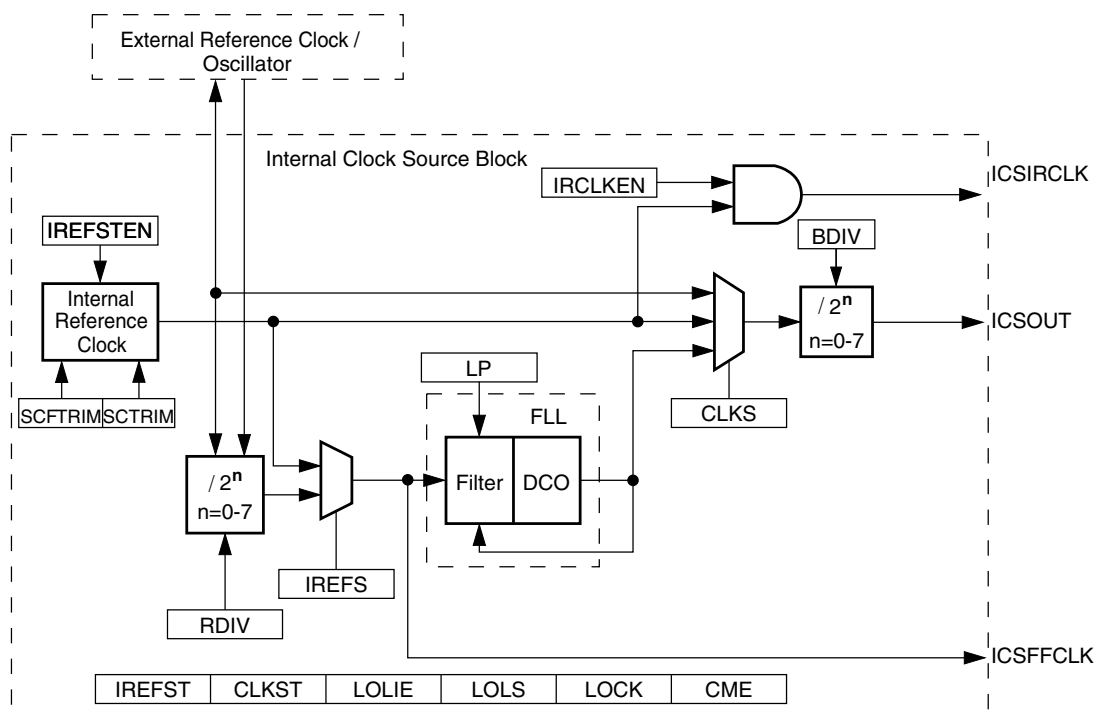 External Reference Clock /
Oscillator
Internal Clock Source Block
IRCLKEN
ICSIRCLK
IREFSTEN
BDIV
Internal
Reference
Clock
/ 2n
n=0-7
ICSOUT
LP
SCFTRIM SCTRIM
CLKS
FLL
/ 2n
n=0-7
Filter DCO
IREFS
RDIV
ICSFFCLK
IREFST CLKST LOLIE LOLS LOCK CME